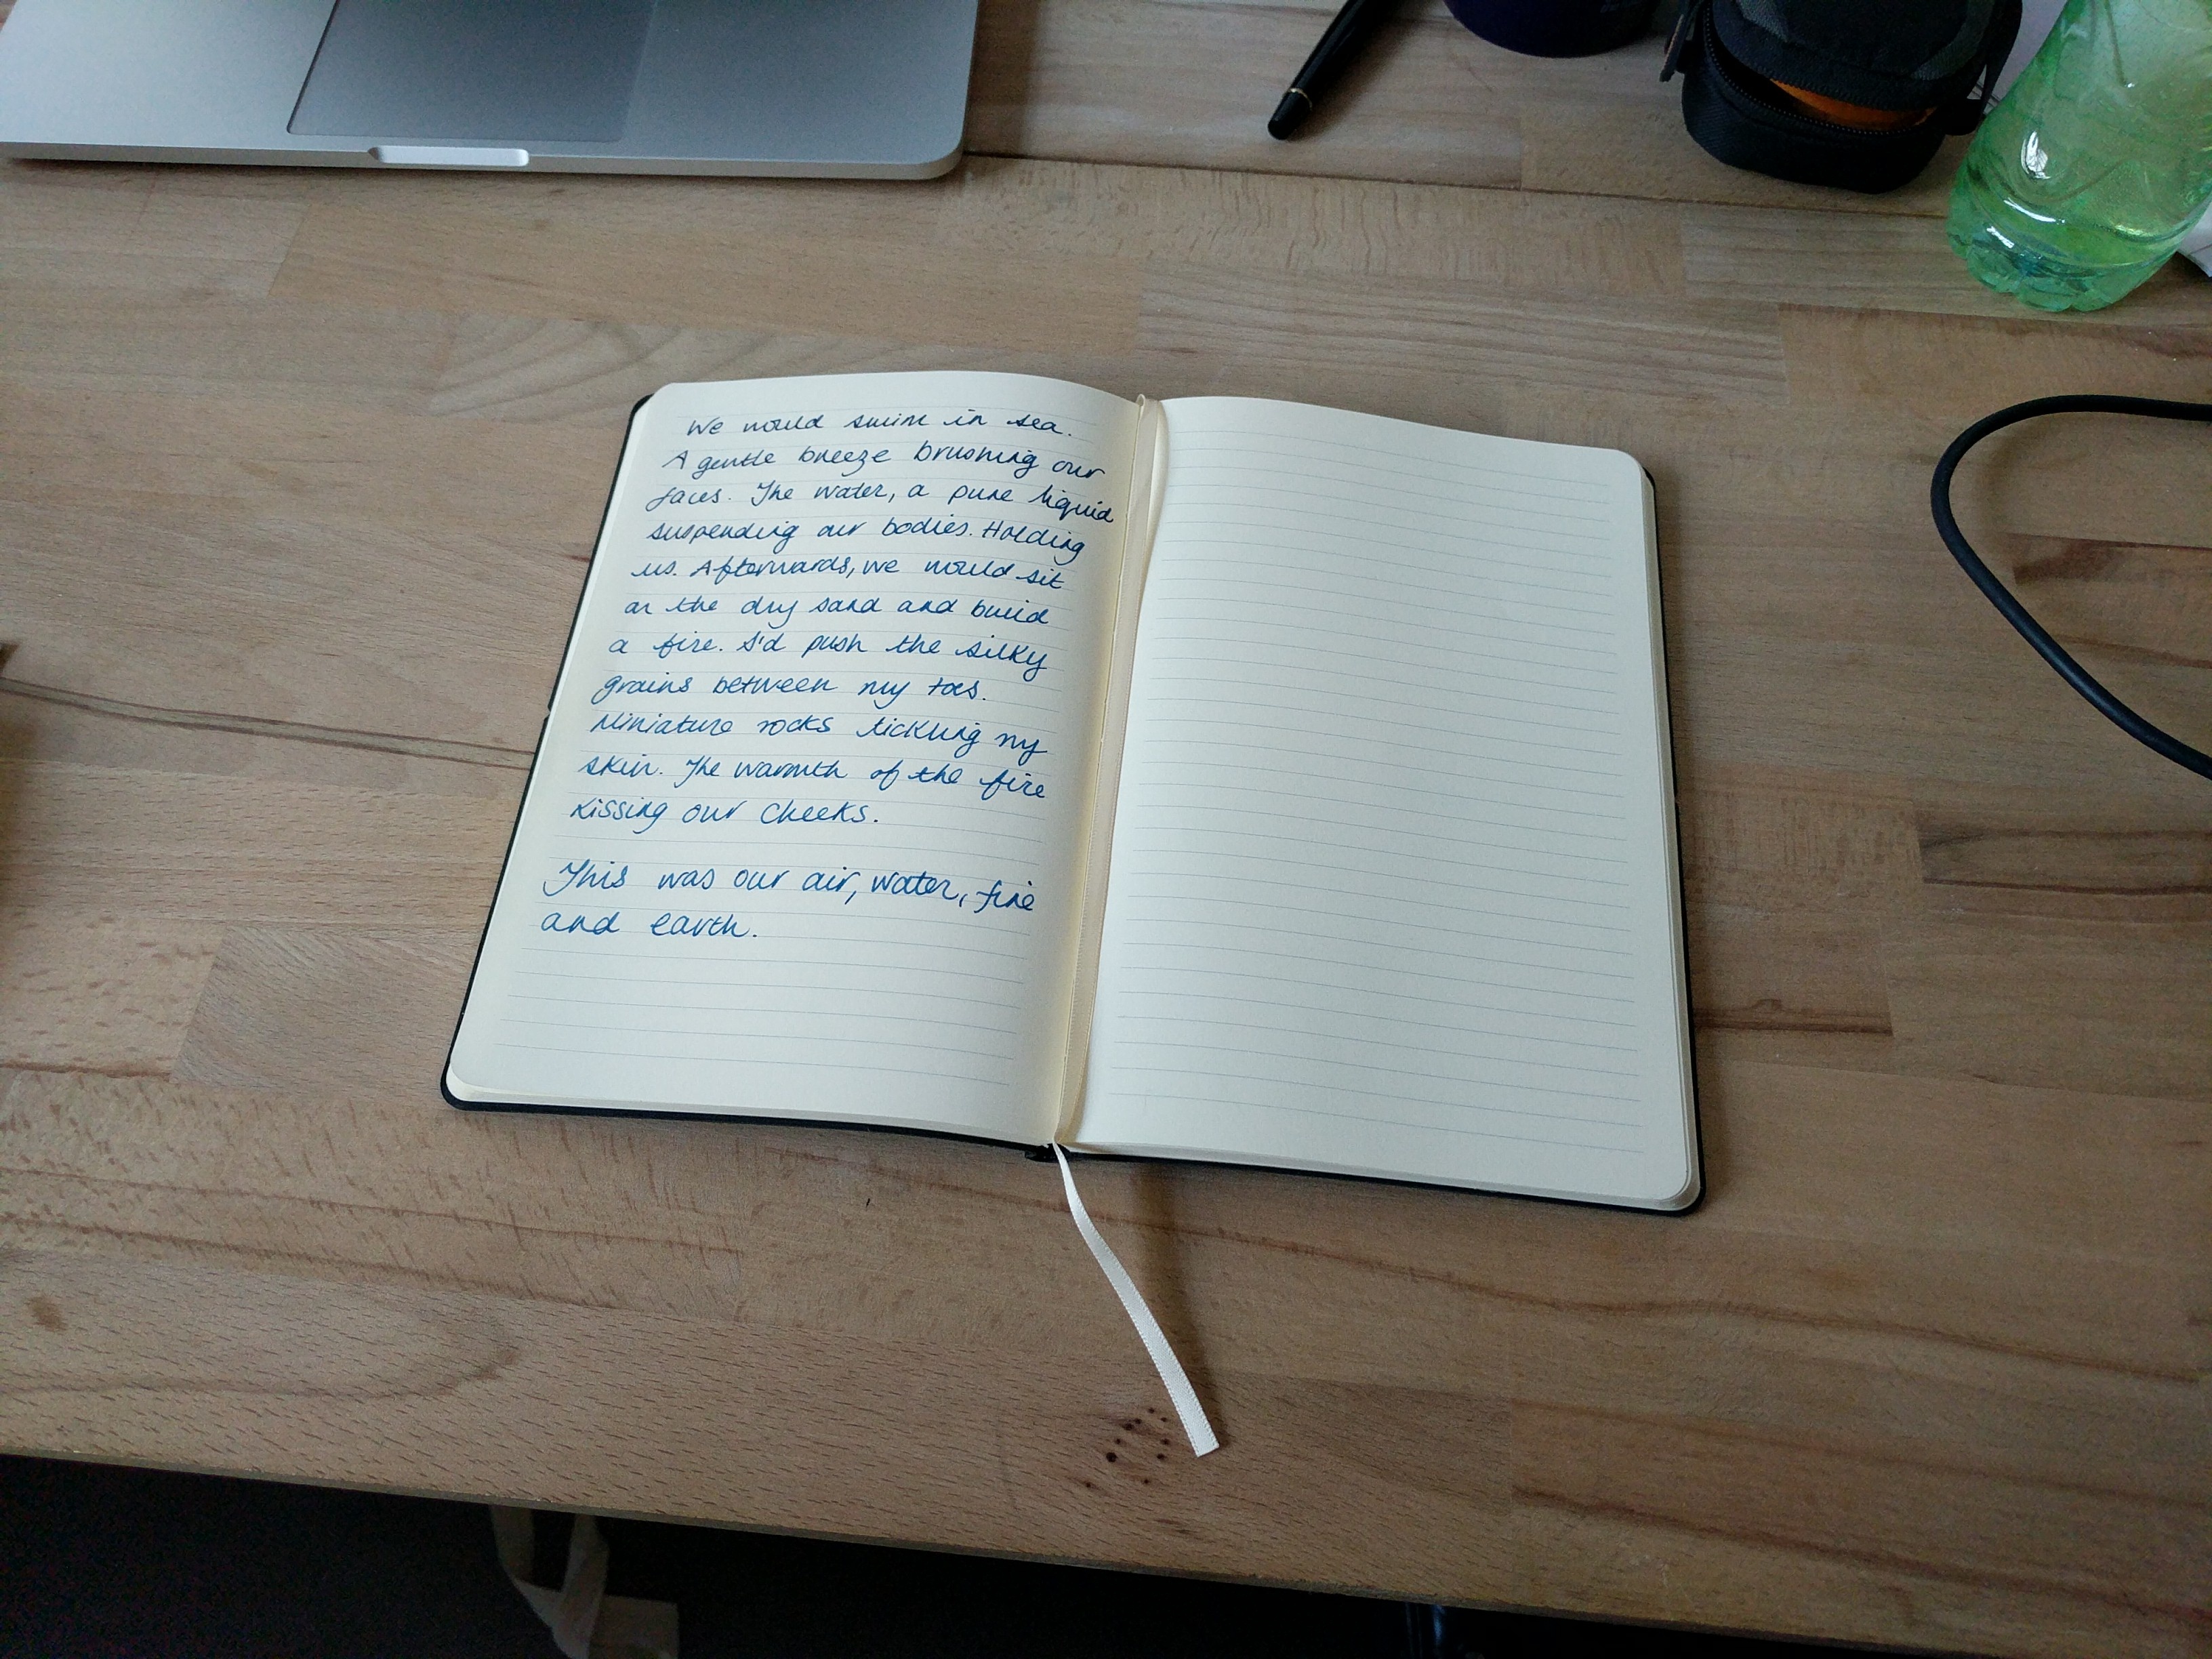 We would swim in sea.
A gentle breeze brushing our
faces. The water, a pure liquid
suspending our bodies. Holding
us. Afterwards, we would sit
on the dry sand and build
a fire. I'd push the silky
grains between my toes.
Miniature rocks tickling my
skin. The warmth of the fire
kissing our cheeks.
This was our air, water, fire
and earth.